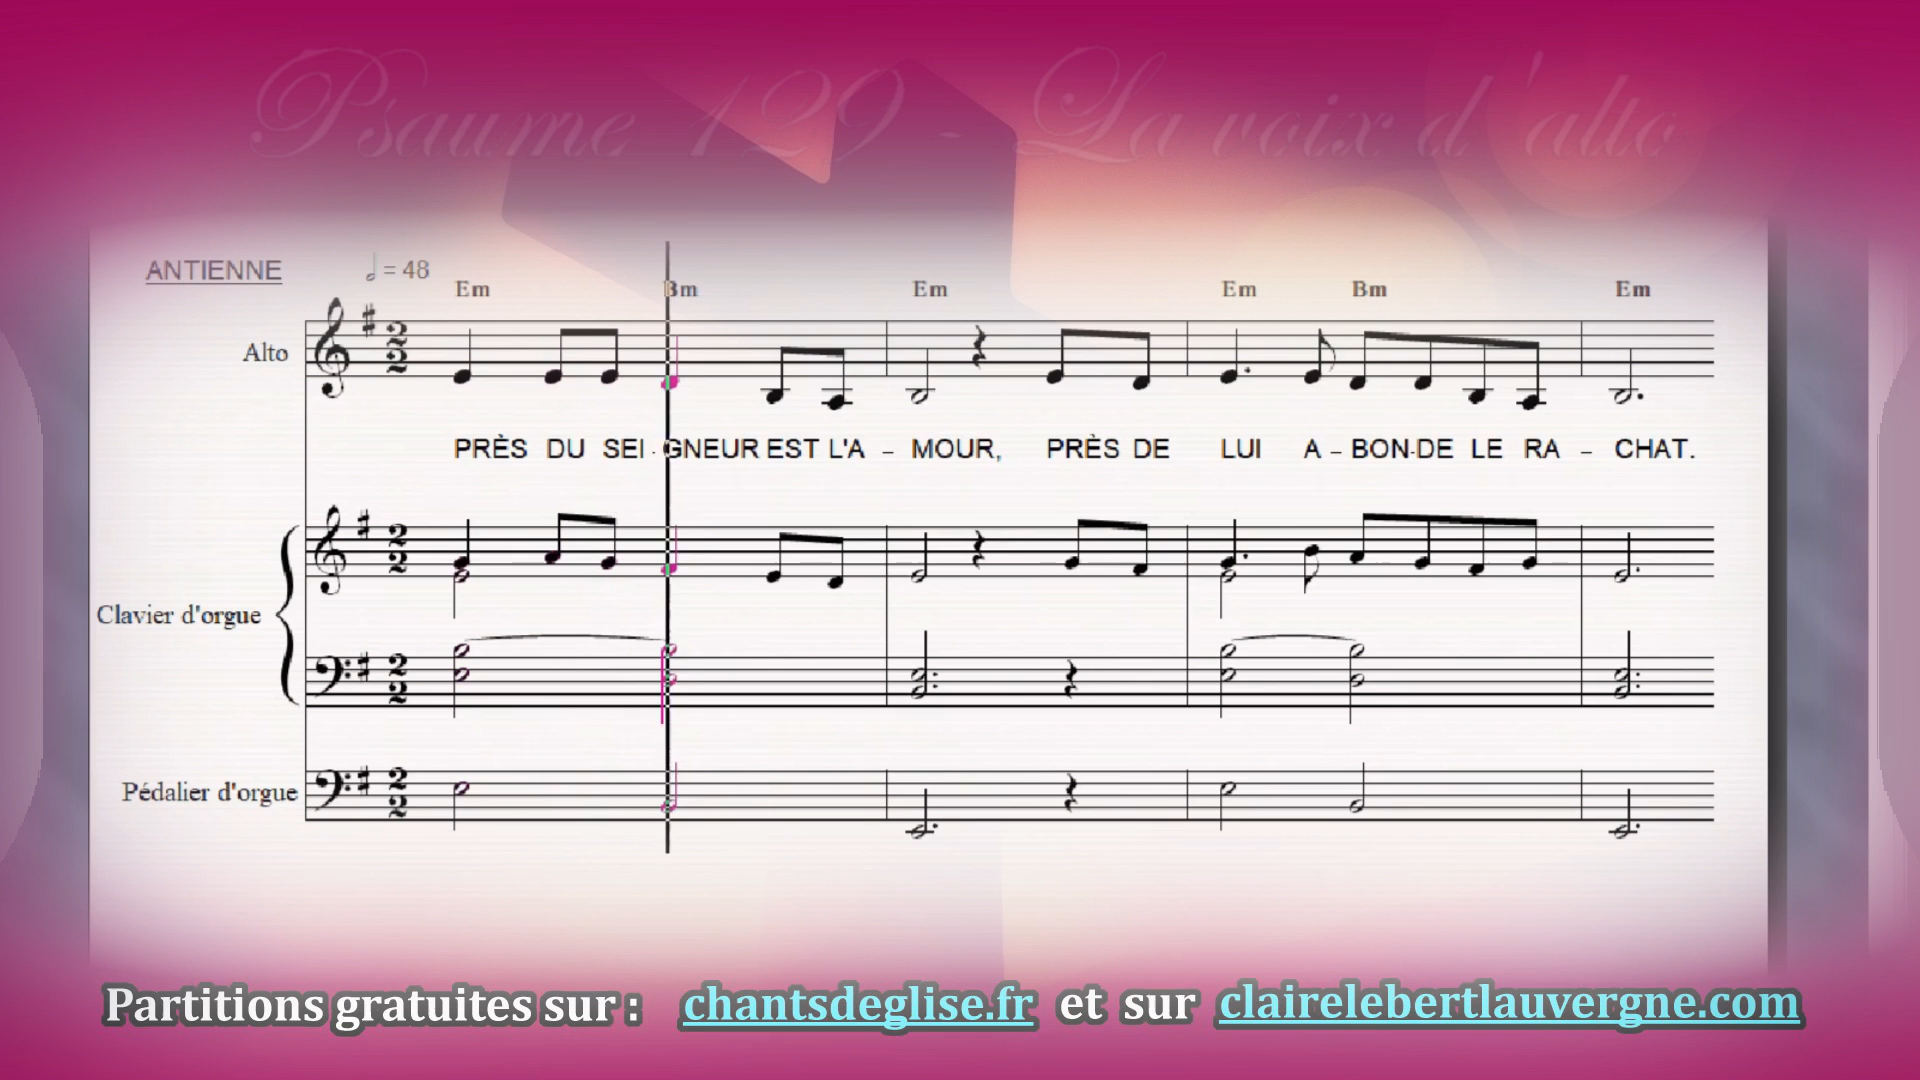 Psaume 129 - La voix d'alto
ANTIENNE
𝅗𝅥 = 48
Em Bm Em Em Bm Em
Alto
PRÈS DU SEI - GNEUR EST L'A - MOUR, PRÈS DE LUI A - BON-DE LE RA - CHAT.
Clavier d'orgue
Pédalier d'orgue
Partitions gratuites sur : chantsdeglise.fr et sur clairelebertlauvergne.com